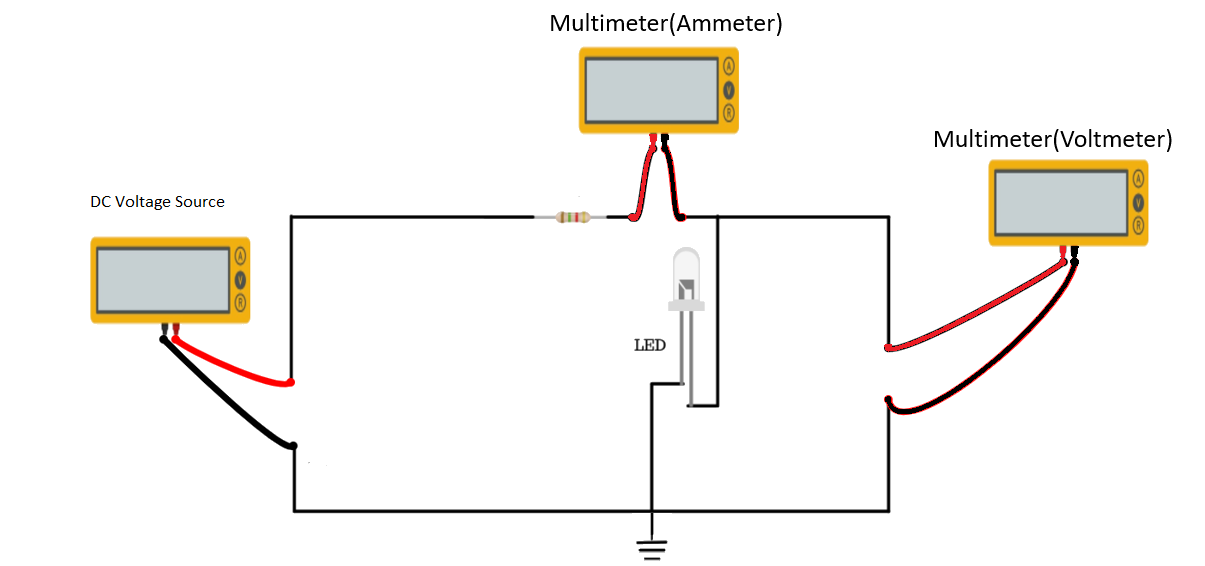 Multimeter(Ammeter)
A
V
R
Multimeter(Voltmeter)
A
V
R
DC Voltage Source
A
V
R
LED